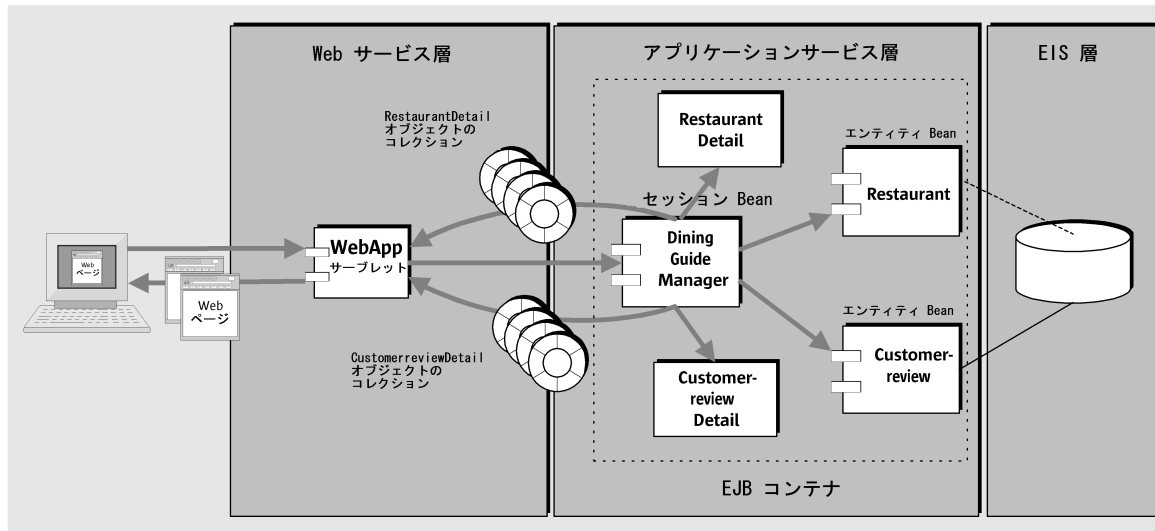 Web サービス層
アプリケーションサービス層
EIS 層
RestaurantDetail
オブジェクトの
コレクション
Restaurant
Detail
エンティティ Bean
Restaurant
セッション Bean
Dining
Guide
Manager
WebApp
サーブレット
Web
ページ
Web
ページ
CustomerreviewDetail
オブジェクトの
コレクション
Customer-
review
Detail
エンティティ Bean
Customer-
review
EJB コンテナ